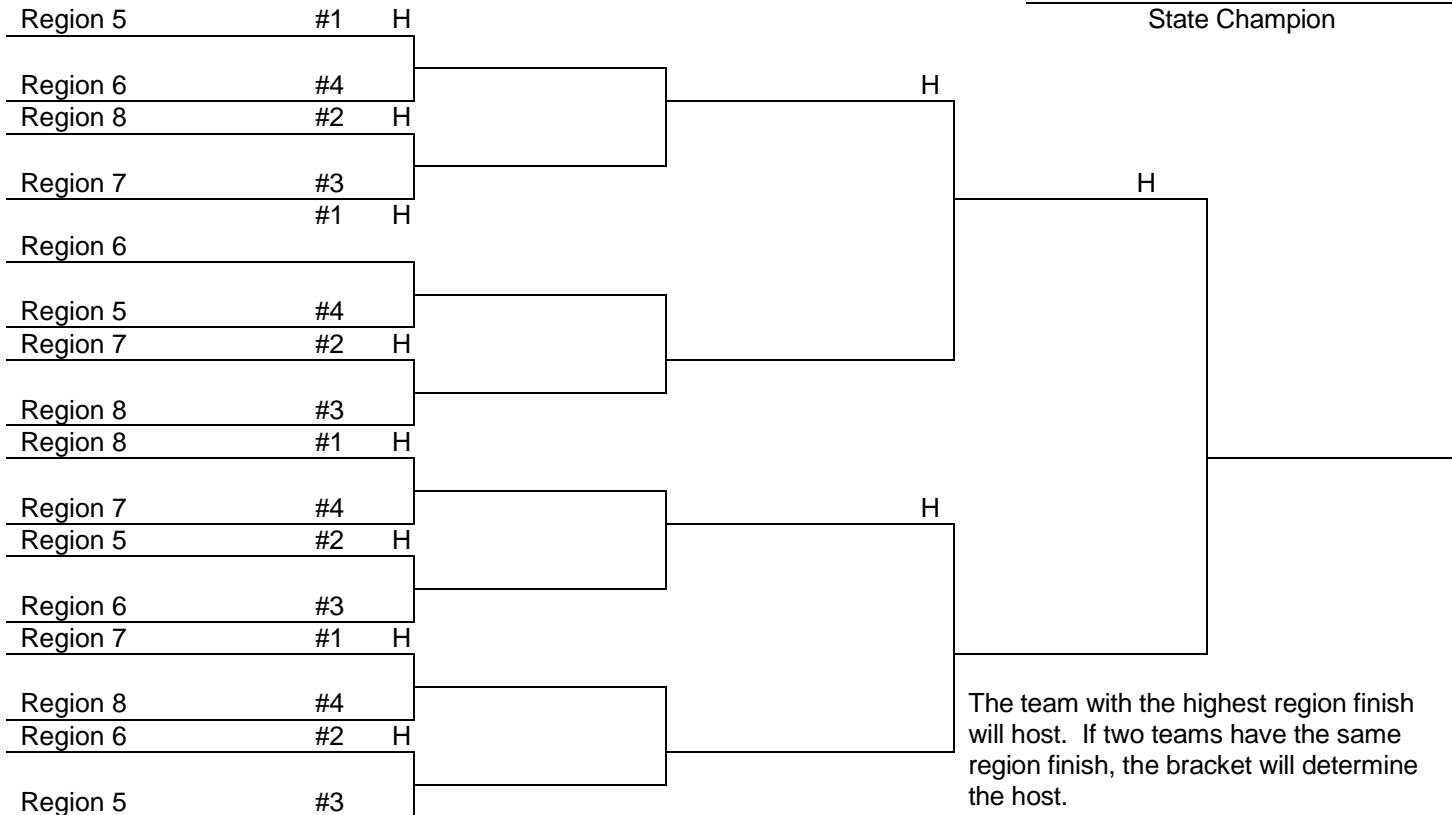 Region 5 #1 H
State Champion
Region 6 #4 H
Region 8 #2 H
Region 7 #3 H
#1 H
Region 6
Region 5 #4
Region 7 #2 H
Region 8 #3
Region 8 #1 H
Region 7 #4 H
Region 5 #2 H
Region 6 #3
Region 7 #1 H
Region 8 #4
Region 6 #2 H
Region 5 #3
The team with the highest region finish
will host. If two teams have the same
region finish, the bracket will determine
the host.